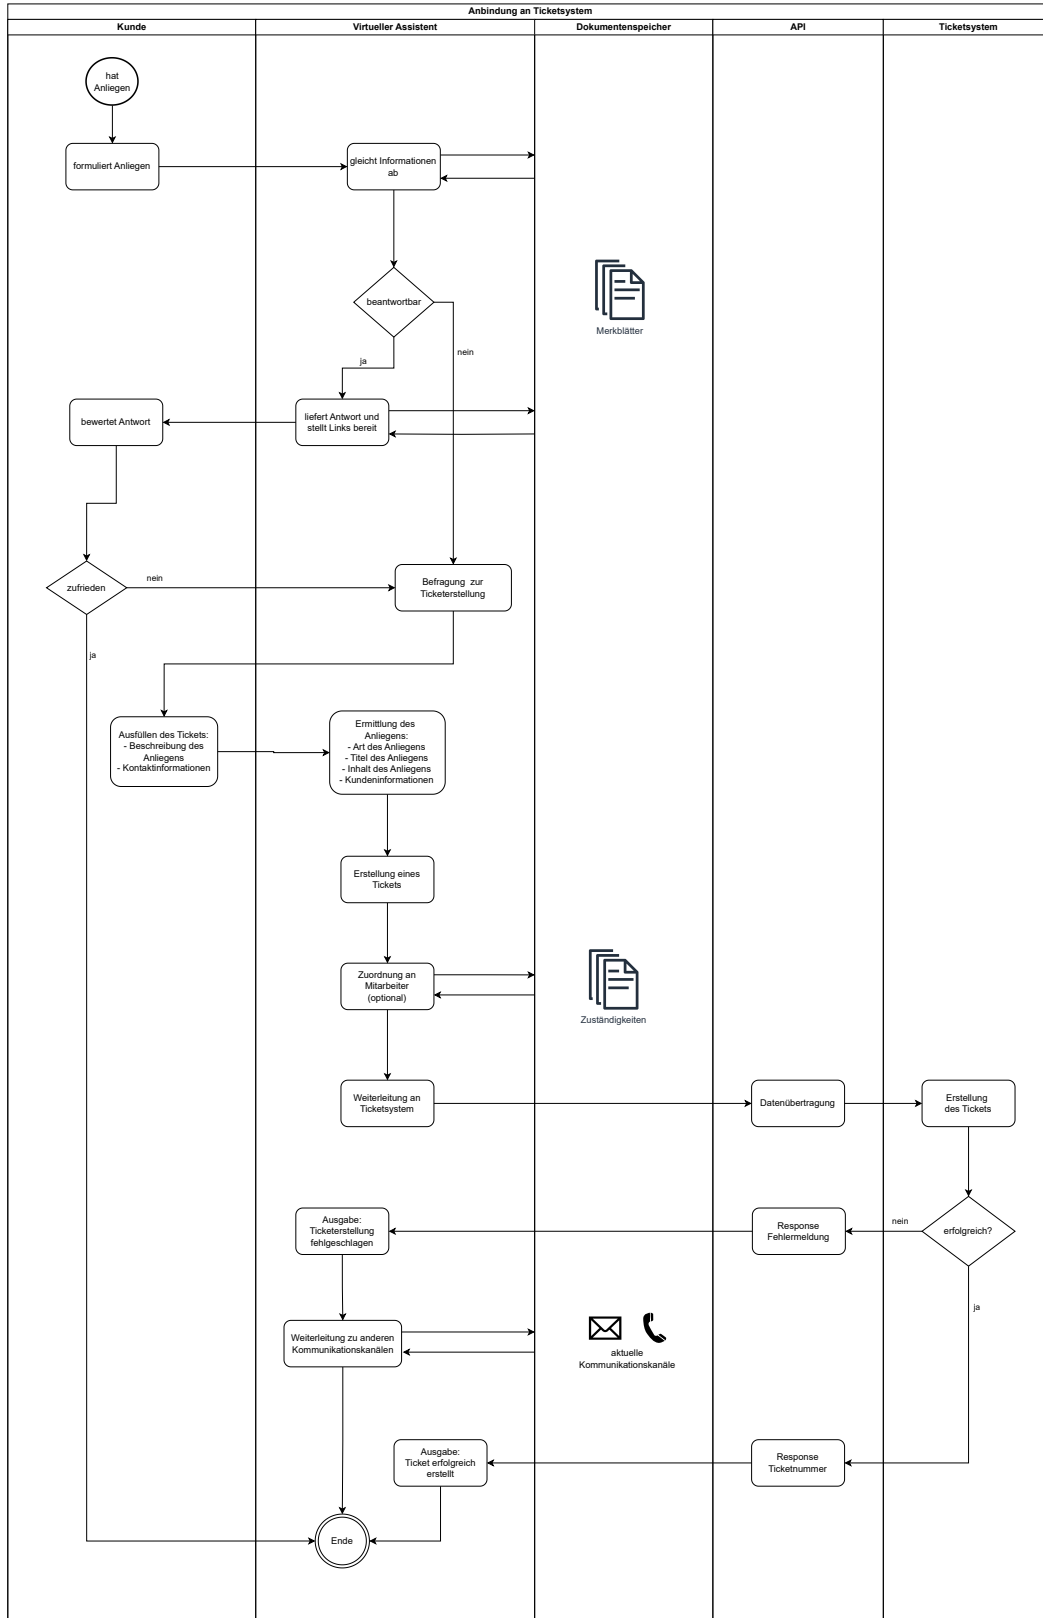 Anbindung an Ticketsystem
Kunde
Virtueller Assistent
Dokumentenspeicher
API
Ticketsystem
hat
Anliegen
formuliert Anliegen
gleicht Informationen
ab
beantwortbar
Merkblätter
nein
ja
bewertet Antwort
liefert Antwort und
stellt Links bereit
zufrieden
nein
Befragung zur
Ticketerstellung
ja
Ausfüllen des Tickets:
- Beschreibung des
Anliegens
- Kontaktinformationen
Ermittlung des
Anliegens:
- Art des Anliegens
- Titel des Anliegens
- Inhalt des Anliegens
- Kundeninformationen
Erstellung eines
Tickets
Zuordnung an
Mitarbeiter
(optional)
Zuständigkeiten
Weiterleitung an
Ticketsystem
Datenübertragung
Erstellung
des Tickets
Ausgabe:
Ticketerstellung
fehlgeschlagen
Response
Fehlermeldung
nein
erfolgreich?
ja
Weiterleitung zu anderen
Kommunikationskanälen
aktuelle
Kommunikationskanäle
Ausgabe:
Ticket erfolgreich
erstellt
Response
Ticketnummer
Ende